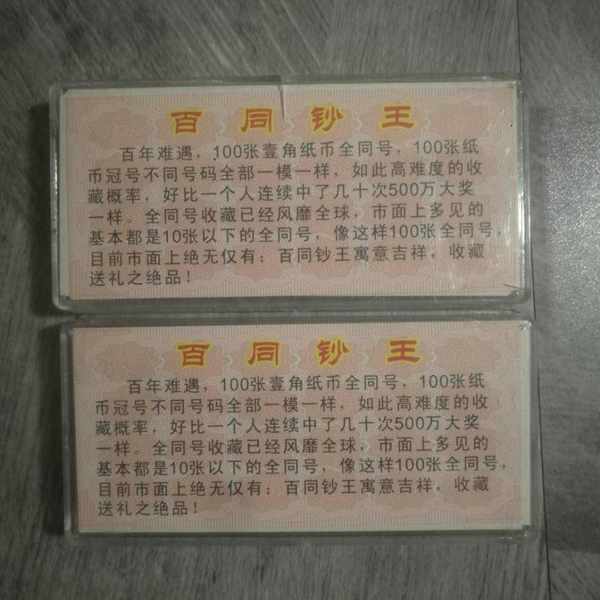 百同钞王
百年难遇，100张壹角纸币全同号，100张纸
币冠号不同号码全部一模一样，如此高难度的收
藏概率，好比一个人连续中了几十次500万大奖
一样。全同号收藏已经风靡全球，市面上多见的
基本都是10张以下的全同号，像这样100张全同号，
目前市面上绝无仅有；百同钞王寓意吉祥，收藏
送礼之绝品！
百同钞王
百年难遇，100张壹角纸币全同号，100张纸
币冠号不同号码全部一模一样，如此高难度的收
藏概率，好比一个人连续中了几十次500万大奖
一样。全同号收藏已经风靡全球，市面上多见的
基本都是10张以下的全同号，像这样100张全同号，
目前市面上绝无仅有；百同钞王寓意吉祥，收藏
送礼之绝品！